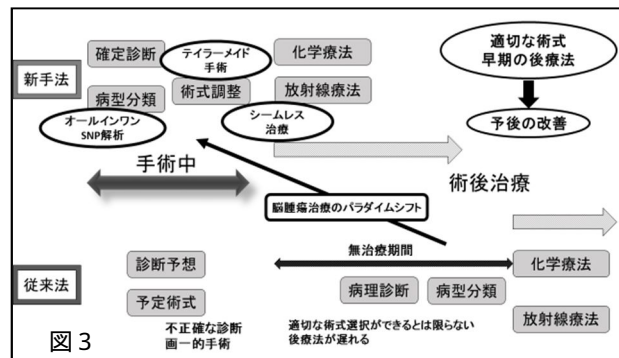 確定診断
テイラーメイド
手術
化学療法
適切な術式
早期の後療法
新手法
病型分類
術式調整
放射線療法
オールインワン
SNP解析
シームレス
治療
予後の改善
手術中
術後治療
脳腫瘍治療のパラダイムシフト
無治療期間
診断予想
化学療法
従来法
病理診断
病型分類
予定術式
放射線療法
不正確な診断
画一的手術
適切な術式選択ができるとは限らない
後療法が遅れる
図3